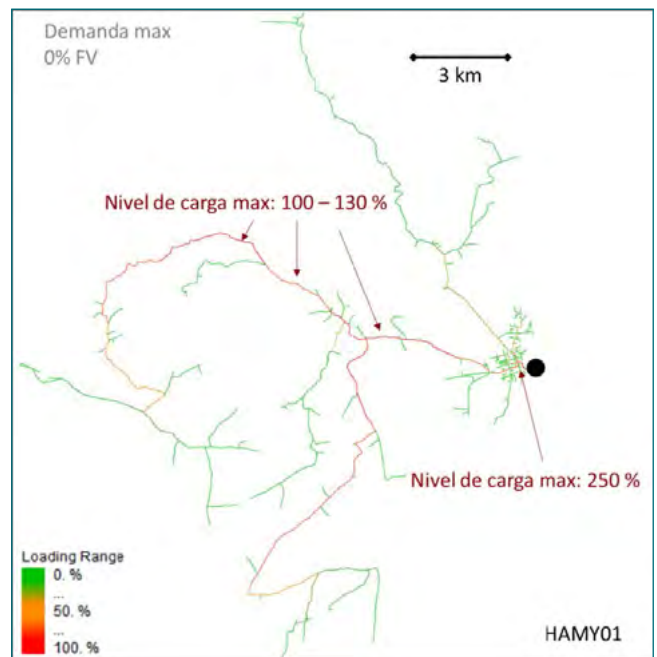 Demanda max
0% FV
3 km
Nivel de carga max: 100 – 130 %
Nivel de carga max: 250 %
Loading Range
0. %
...
50. %
...
100. %
HAMY01